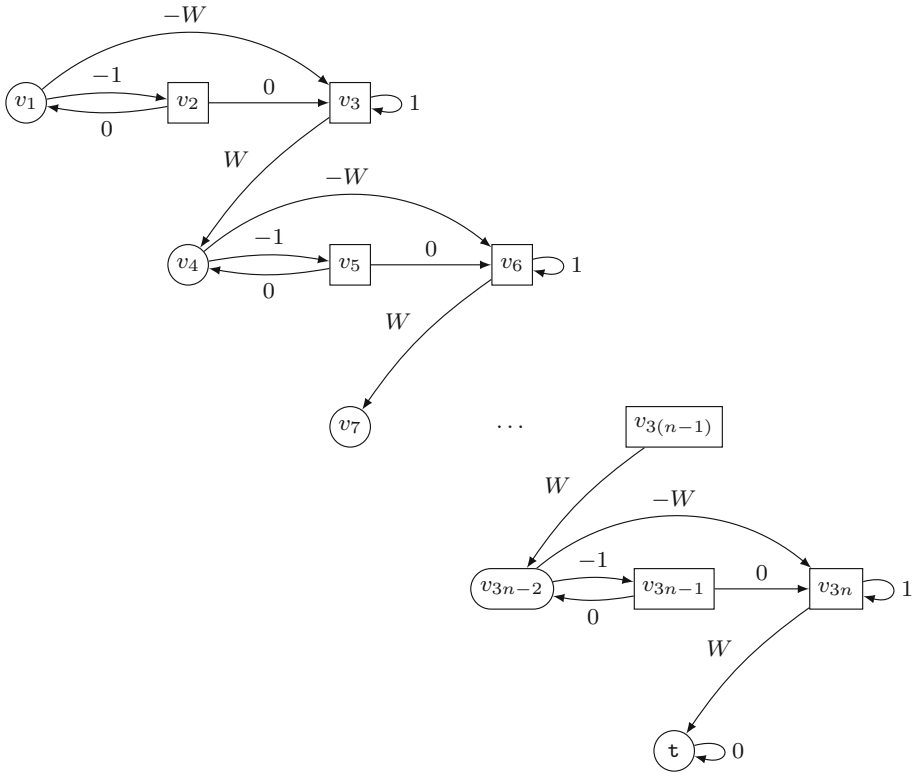 −W
v₁ −1 0 v₂ 0 v₃ 1
W
−W
v₄ −1 0 v₅ 0 v₆ 1
W
v₇ … v₃₍ₙ₋₁₎
W
−W
v₃ₙ₋₂ −1 0 v₃ₙ₋₁ 0 v₃ₙ 1
W
t 0